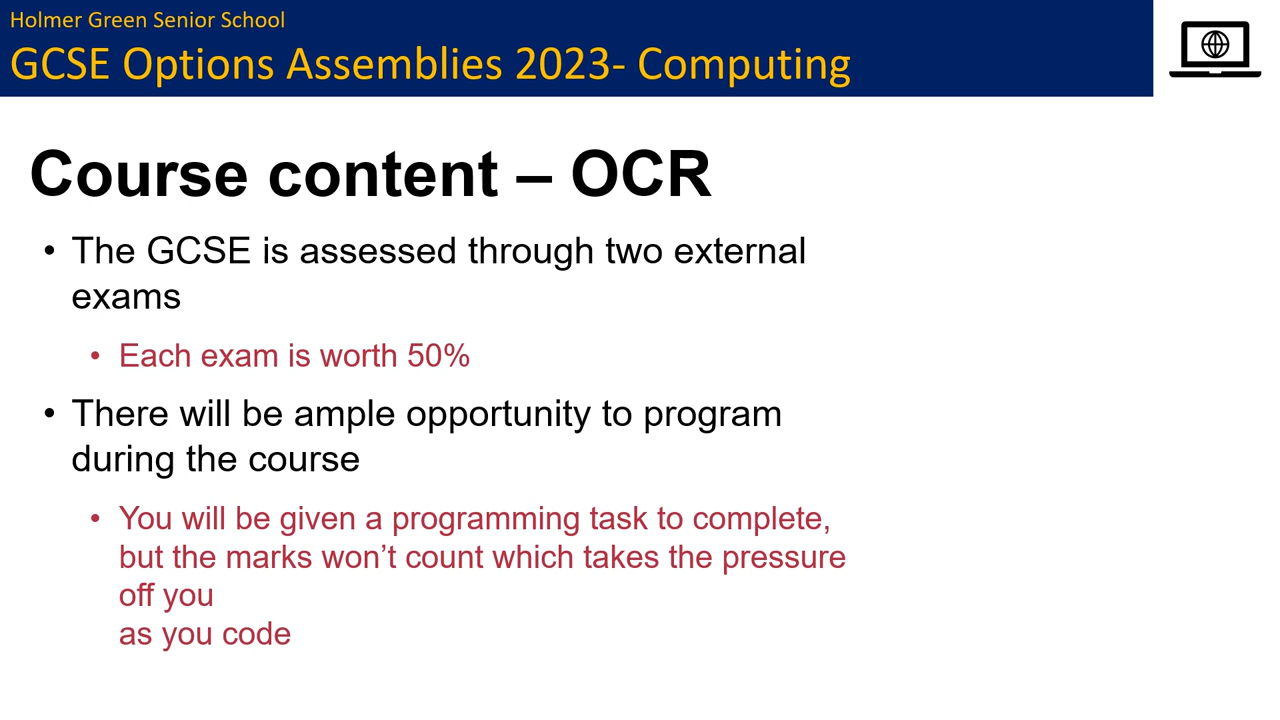 Holmer Green Senior School
GCSE Options Assemblies 2023- Computing
Course content – OCR
• The GCSE is assessed through two external
exams
• Each exam is worth 50%
• There will be ample opportunity to program
during the course
• You will be given a programming task to complete,
but the marks won’t count which takes the pressure
off you
as you code